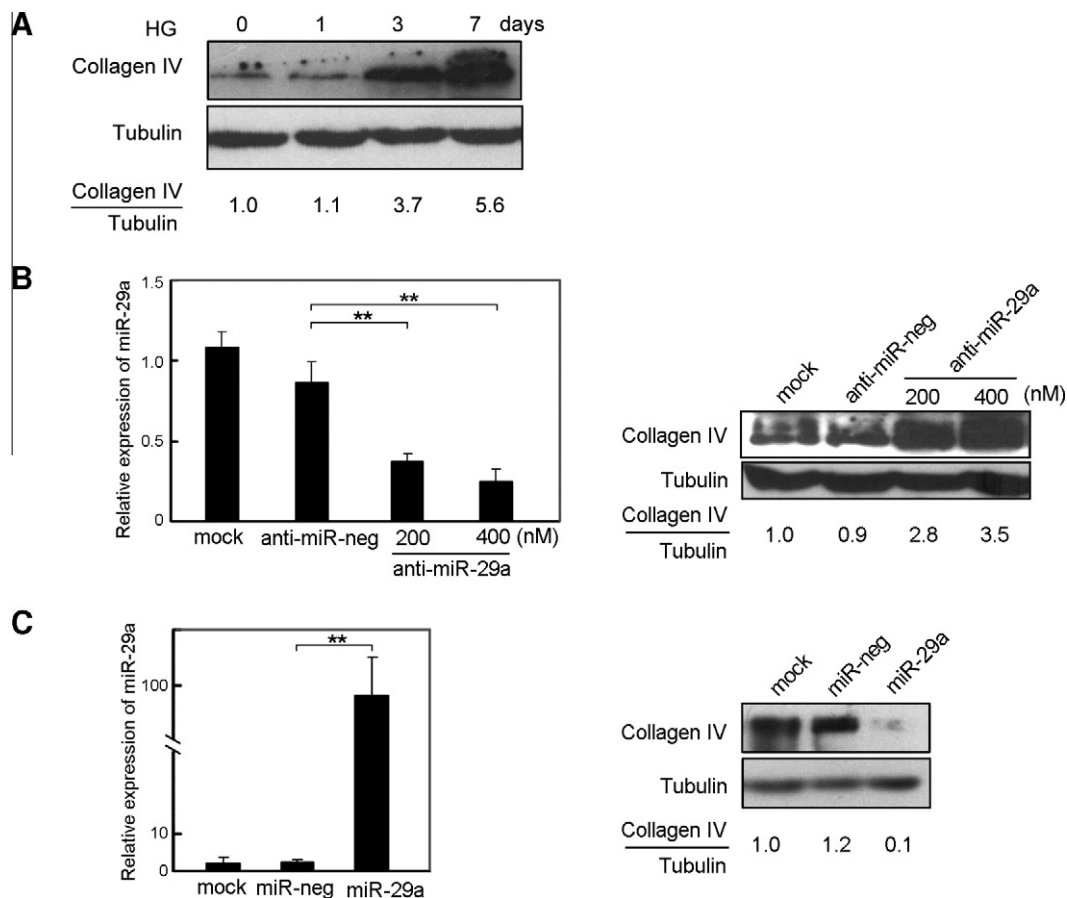 A
HG 0 1 3 7 days
Collagen IV
Tubulin
Collagen IV
Tubulin
1.0 1.1 3.7 5.6
B
Relative expression of miR-29a
1.5
1.0
0.5
0
**
**
mock anti-miR-neg 200 400 (nM)
anti-miR-29a
mock anti-miR-neg anti-miR-29a
200 400 (nM)
Collagen IV
Tubulin
Collagen IV
Tubulin
1.0 0.9 2.8 3.5
C
Relative expression of miR-29a
100
10
0
**
mock miR-neg miR-29a
mock miR-neg miR-29a
Collagen IV
Tubulin
Collagen IV
Tubulin
1.0 1.2 0.1